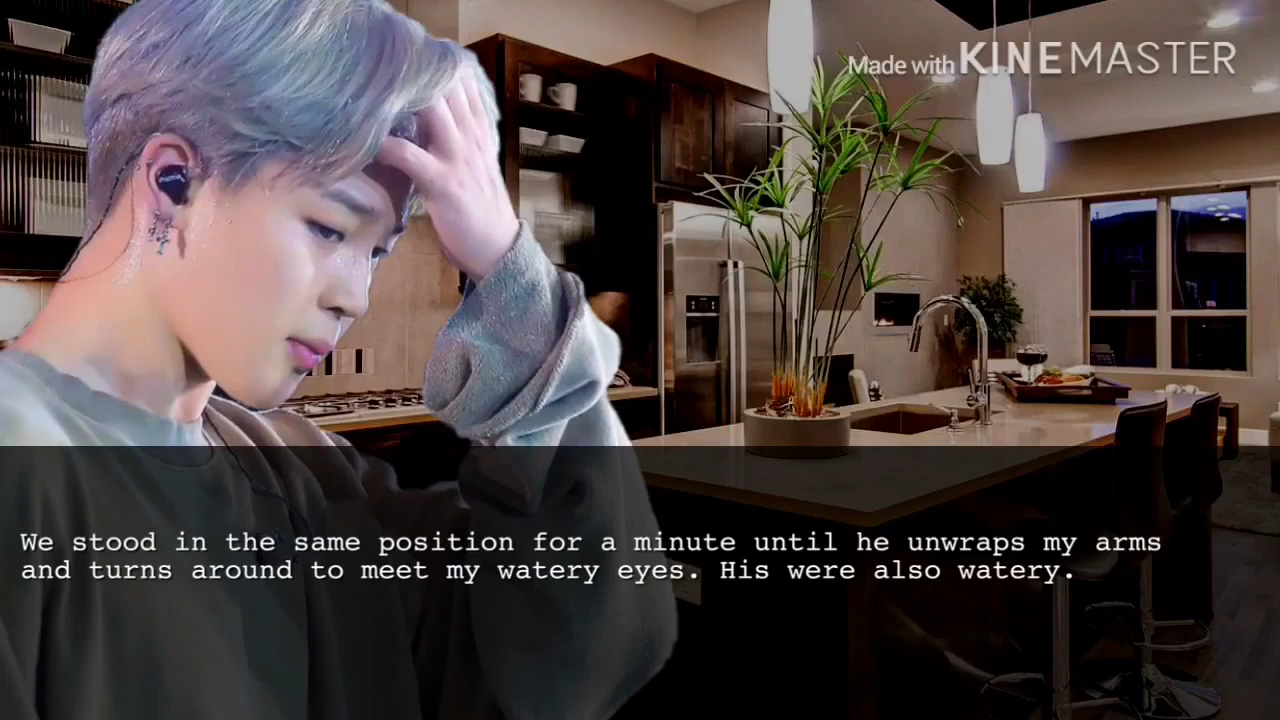 Made with KINEMASTER
We stood in the same position for a minute until he unwraps my arms
and turns around to meet my watery eyes. His were also watery.